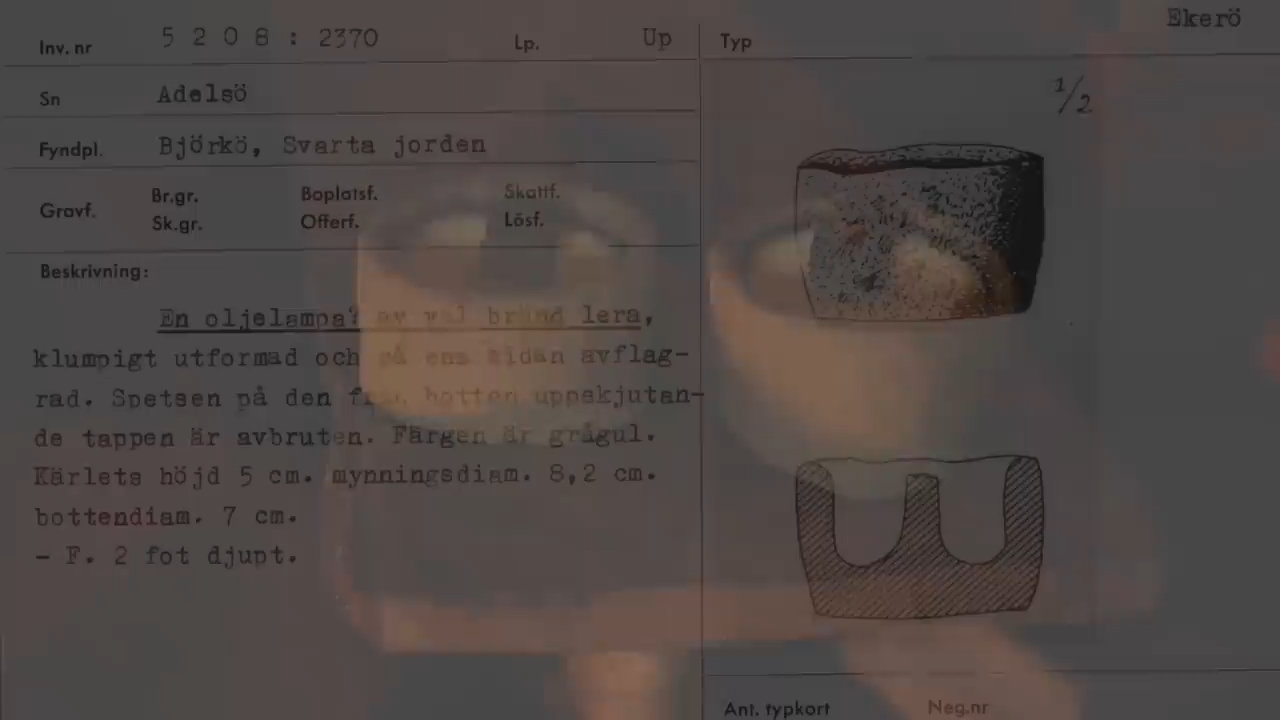 Ekerö
Inv. nr 5 2 0 8 : 2370 Lp. Up
Typ
Sn Adelsö
1/2
Fyndpl. Björkö, Svarta jorden
Gravf. Br.gr. Boplatsf. Skattf.
Sk.gr. Offerf. Lösf.
Beskrivning:
En oljelampa? av väl bränd lera,
klumpigt utformad och på ena sidan avflag-
rad. Spetsen på den från botten uppskjutan-
de tappen är avbruten. Färgen är grågul.
Kärlets höjd 5 cm. mynningsdiam. 8,2 cm.
bottendiam. 7 cm.
- F. 2 fot djupt.
Ant. typkort Neg.nr